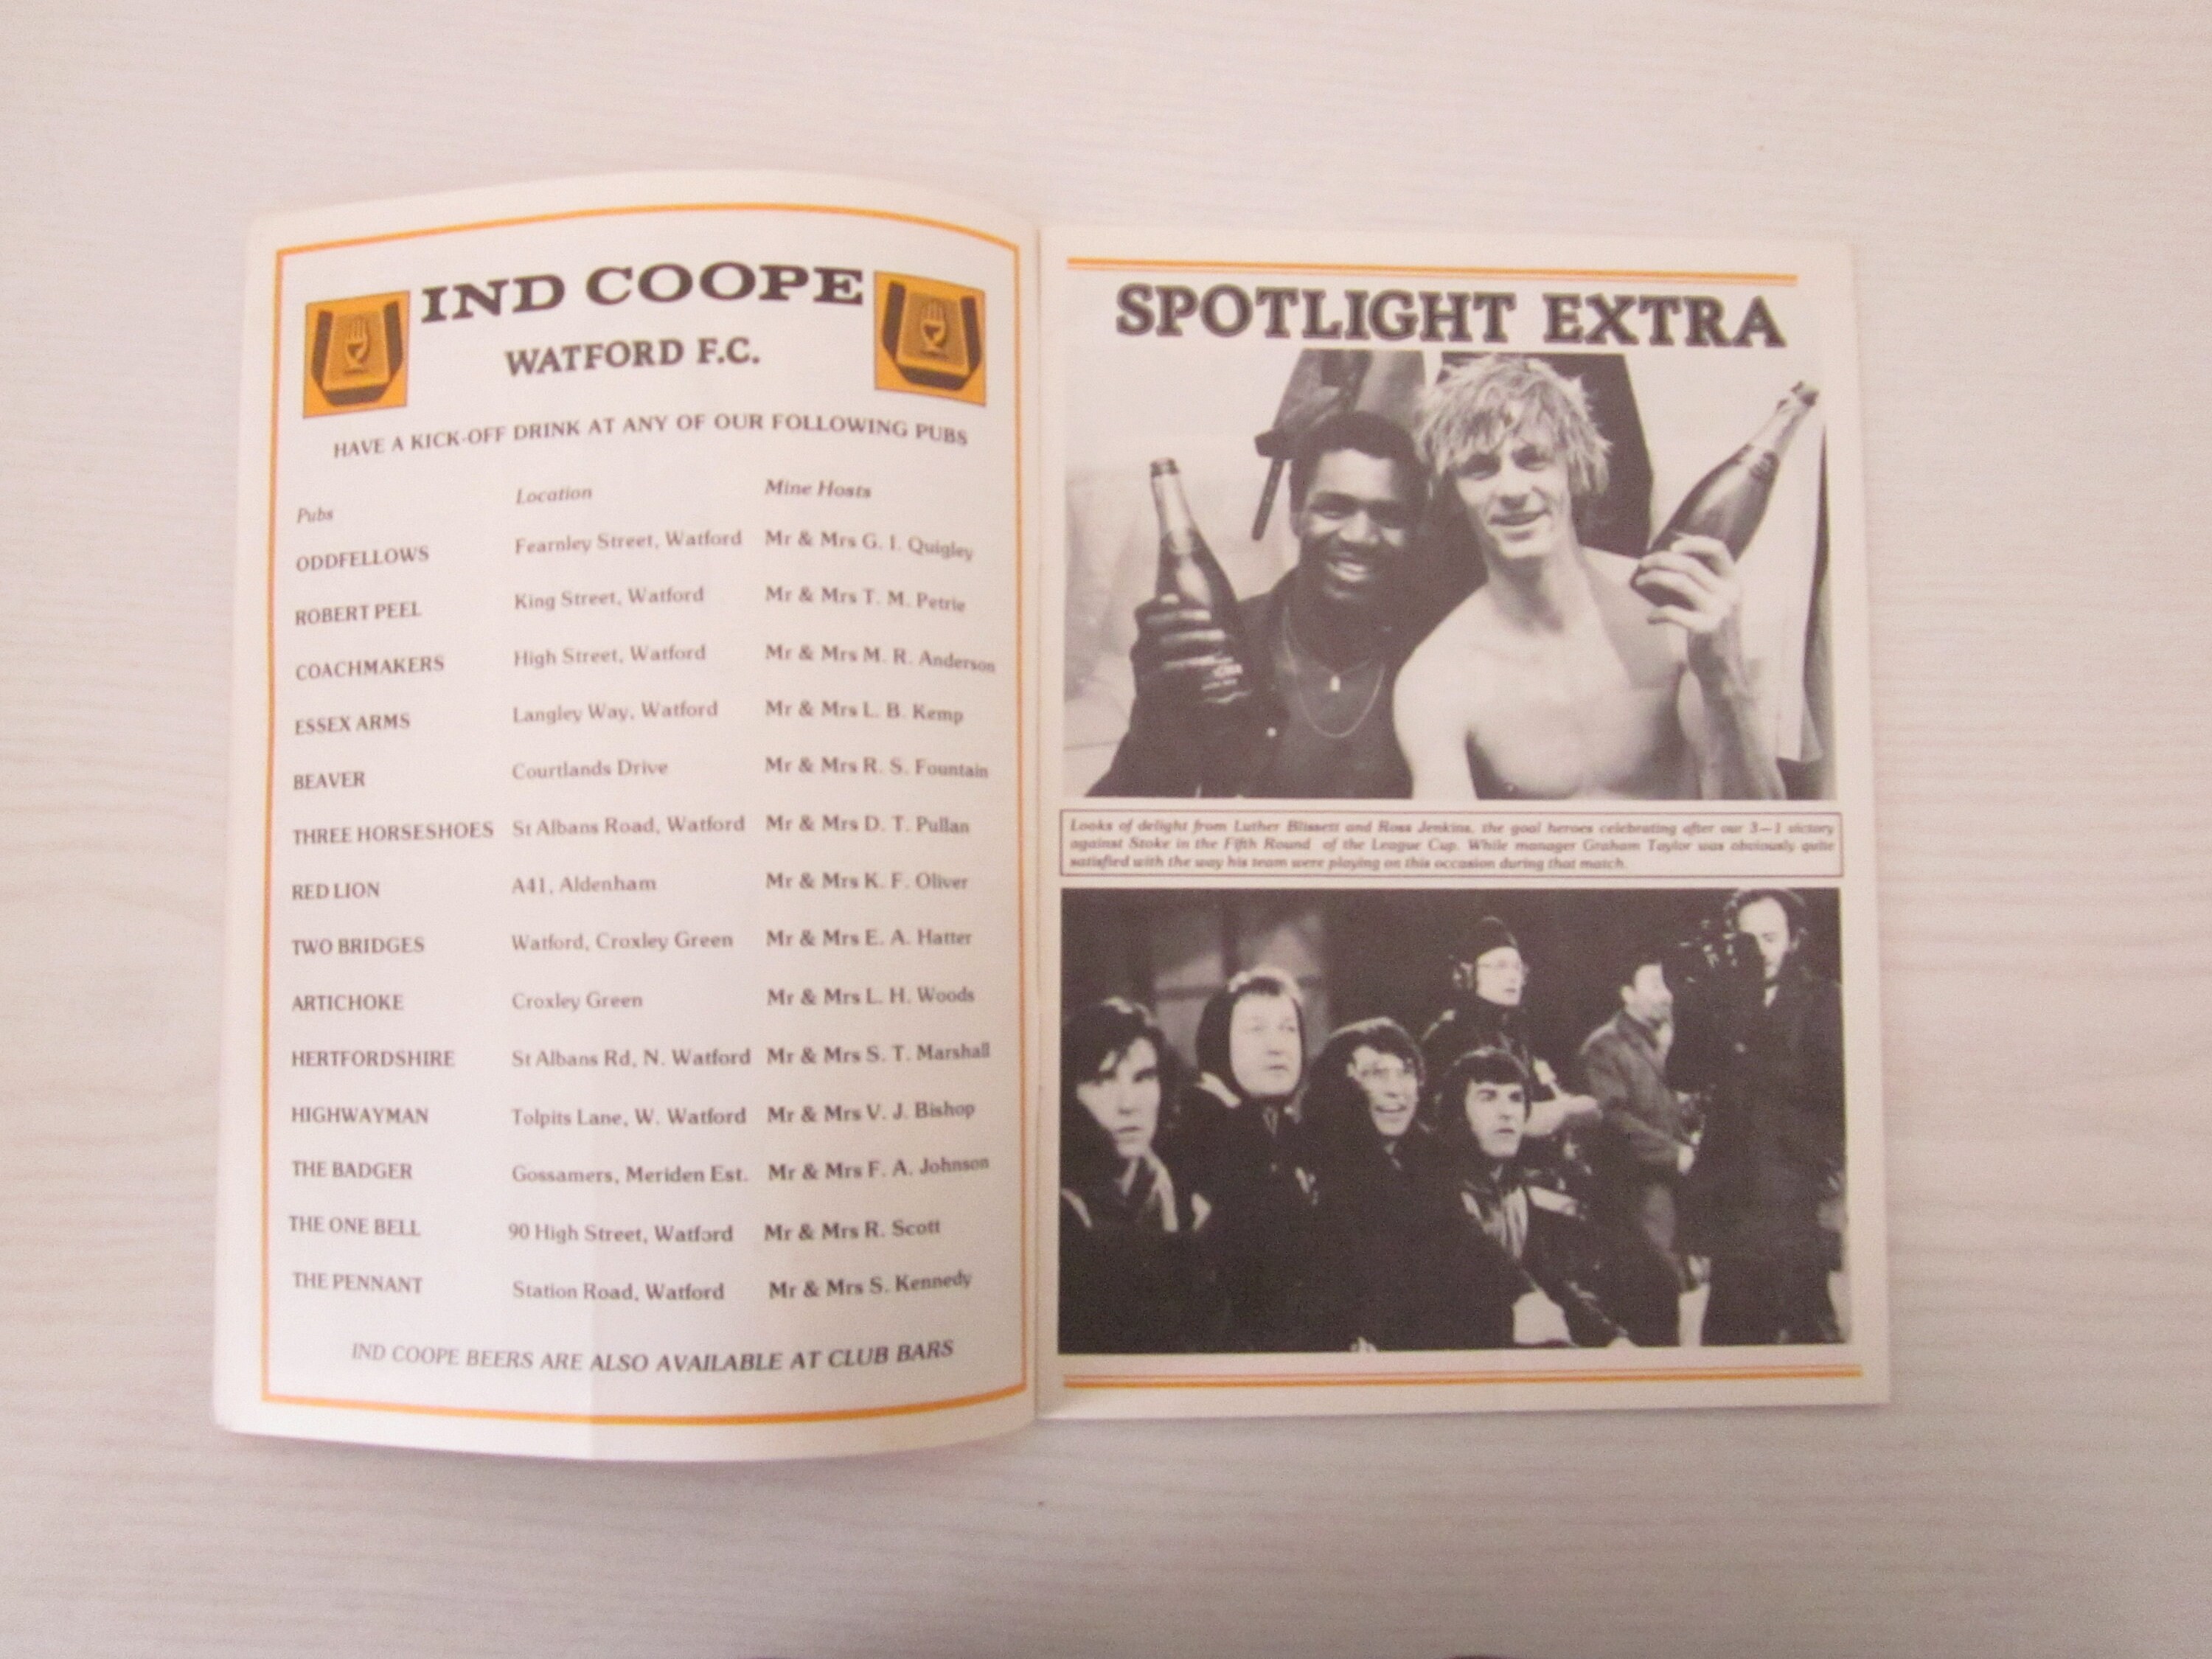 IND COOPE
WATFORD F.C.
HAVE A KICK-OFF DRINK AT ANY OF OUR FOLLOWING PUBS
Pubs Location Mine Hosts
ODDFELLOWS Fearnley Street, Watford Mr & Mrs G. I. Quigley
ROBERT PEEL King Street, Watford Mr & Mrs T. M. Petrie
COACHMAKERS High Street, Watford Mr & Mrs M. R. Anderson
ESSEX ARMS Langley Way, Watford Mr & Mrs L. B. Kemp
BEAVER Courtlands Drive Mr & Mrs R. S. Fountain
THREE HORSESHOES St Albans Road, Watford Mr & Mrs D. T. Pullan
RED LION A41, Aldenham Mr & Mrs K. F. Oliver
TWO BRIDGES Watford, Croxley Green Mr & Mrs E. A. Hatter
ARTICHOKE Croxley Green Mr & Mrs L. H. Woods
HERTFORDSHIRE St Albans Rd, N. Watford Mr & Mrs S. T. Marshall
HIGHWAYMAN Tolpits Lane, W. Watford Mr & Mrs V. J. Bishop
THE BADGER Gossamers, Meriden Est. Mr & Mrs F. A. Johnson
THE ONE BELL 90 High Street, Watford Mr & Mrs R. Scott
THE PENNANT Station Road, Watford Mr & Mrs S. Kennedy
IND COOPE BEERS ARE ALSO AVAILABLE AT CLUB BARS
SPOTLIGHT EXTRA
Looks of delight from Luther Blissett and Ross Jenkins, the goal heroes celebrating after our 3—1 victory
against Stoke in the Fifth Round of the League Cup. While manager Graham Taylor was obviously quite
satisfied with the way his team were playing on this occasion during that match.